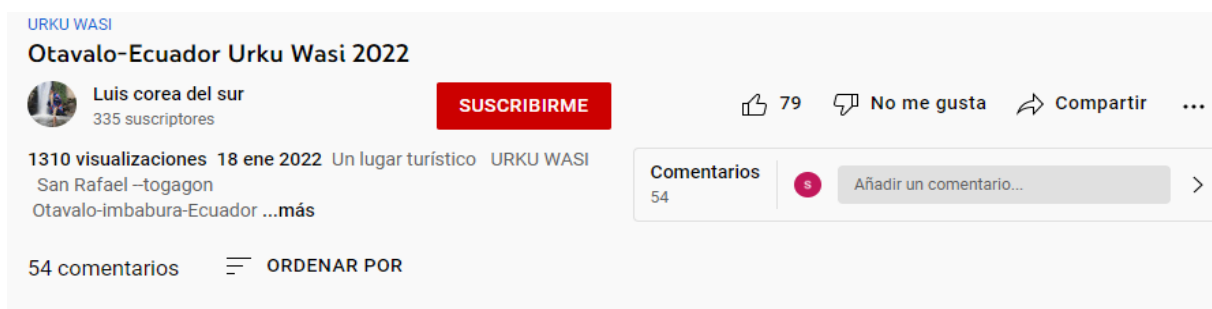 URKU WASI
Otavalo-Ecuador Urku Wasi 2022
Luis corea del sur
335 suscriptores
SUSCRIBIRME
79
No me gusta
Compartir
...
1310 visualizaciones 18 ene 2022 Un lugar turístico URKU WASI
San Rafael --togagon
Otavalo-imbabura-Ecuador ...más
Comentarios
54
S
Añadir un comentario...
54 comentarios
ORDENAR POR